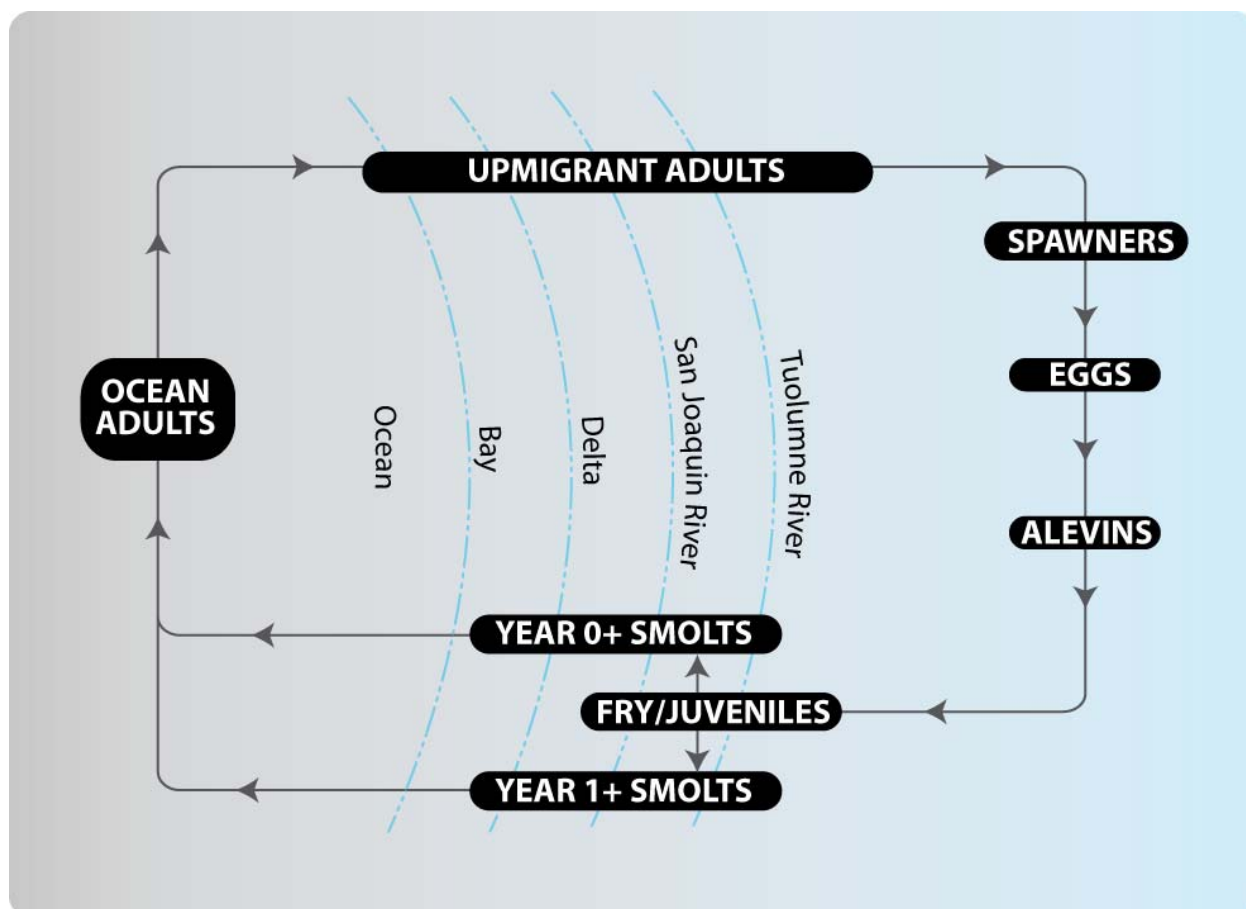 UPMIGRANT ADULTS
SPAWNERS
EGGS
ALEVINS
OCEAN
ADULTS
Ocean
Bay
Delta
San Joaquin River
Tuolumne River
YEAR 0+ SMOLTS
FRY/JUVENILES
YEAR 1+ SMOLTS